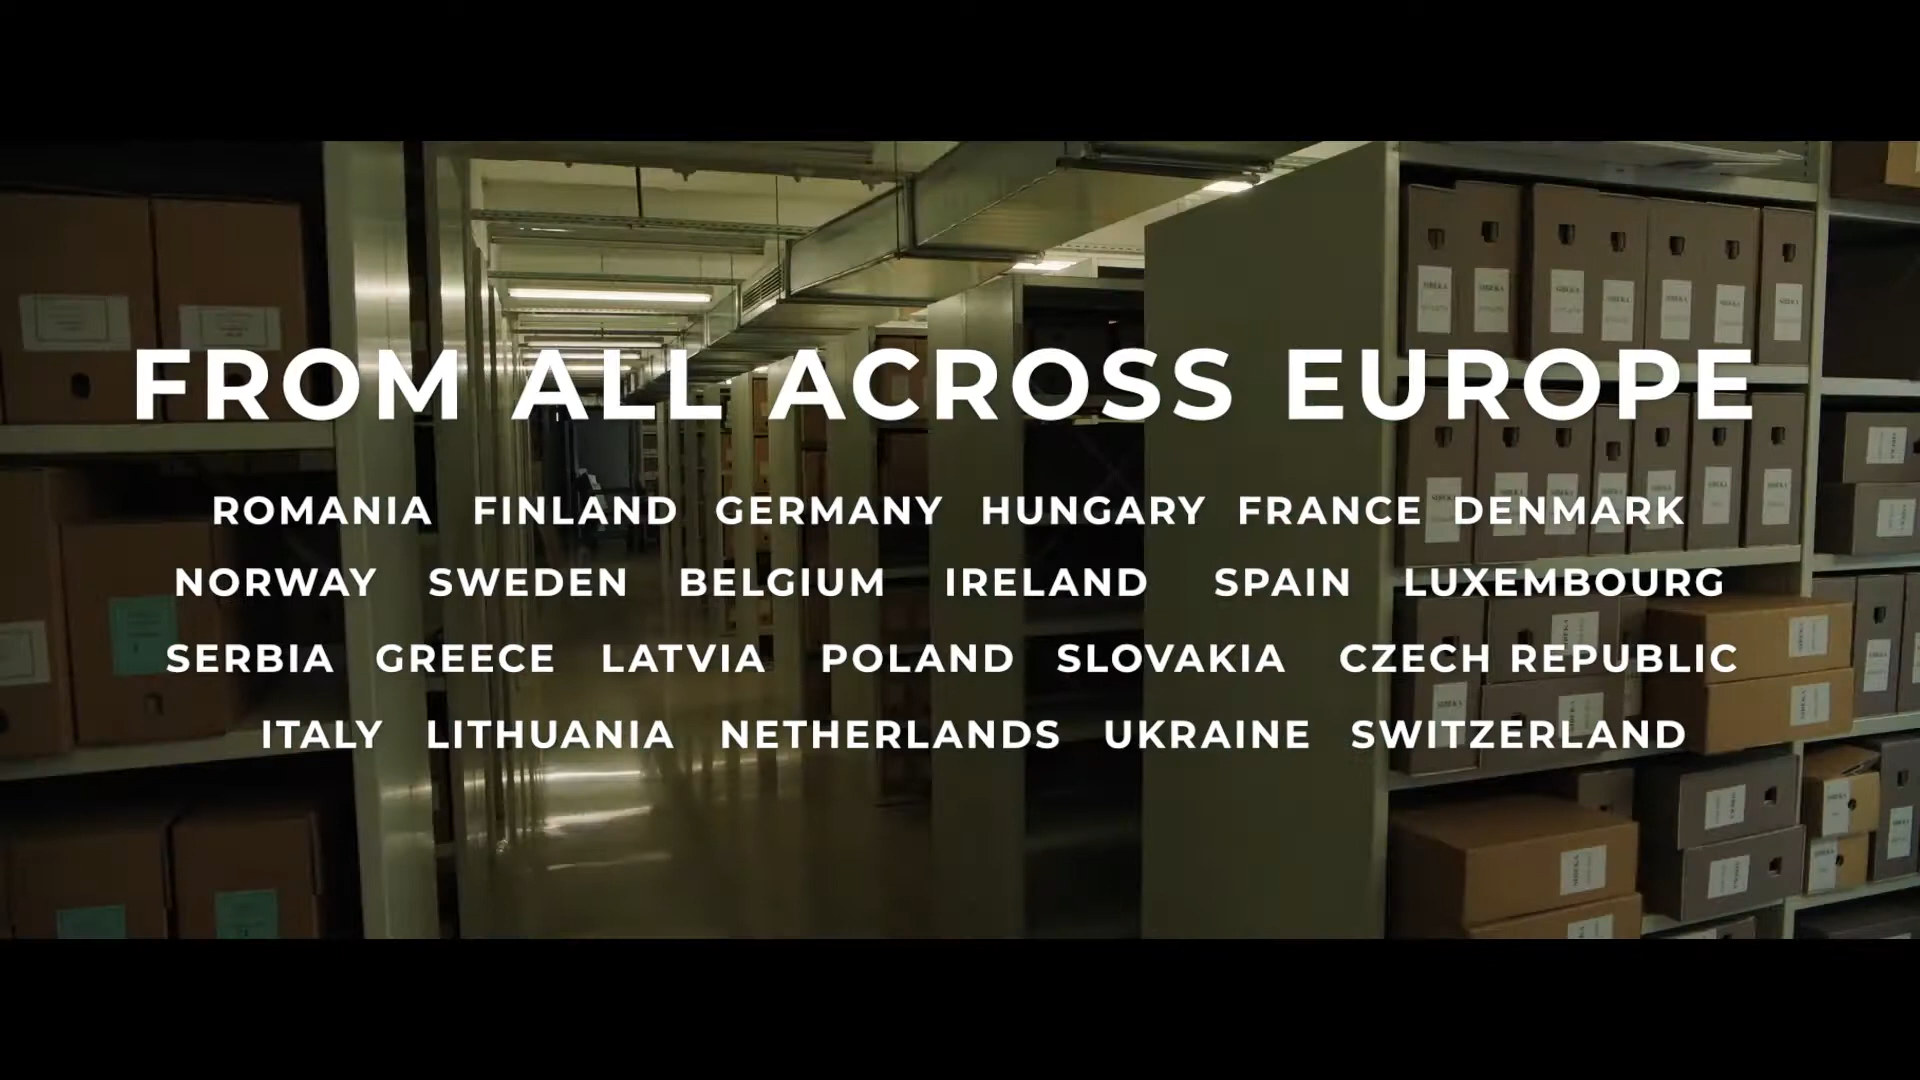 FROM ALL ACROSS EUROPE
ROMANIA FINLAND GERMANY HUNGARY FRANCE DENMARK
NORWAY SWEDEN BELGIUM IRELAND SPAIN LUXEMBOURG
SERBIA GREECE LATVIA POLAND SLOVAKIA CZECH REPUBLIC
ITALY LITHUANIA NETHERLANDS UKRAINE SWITZERLAND